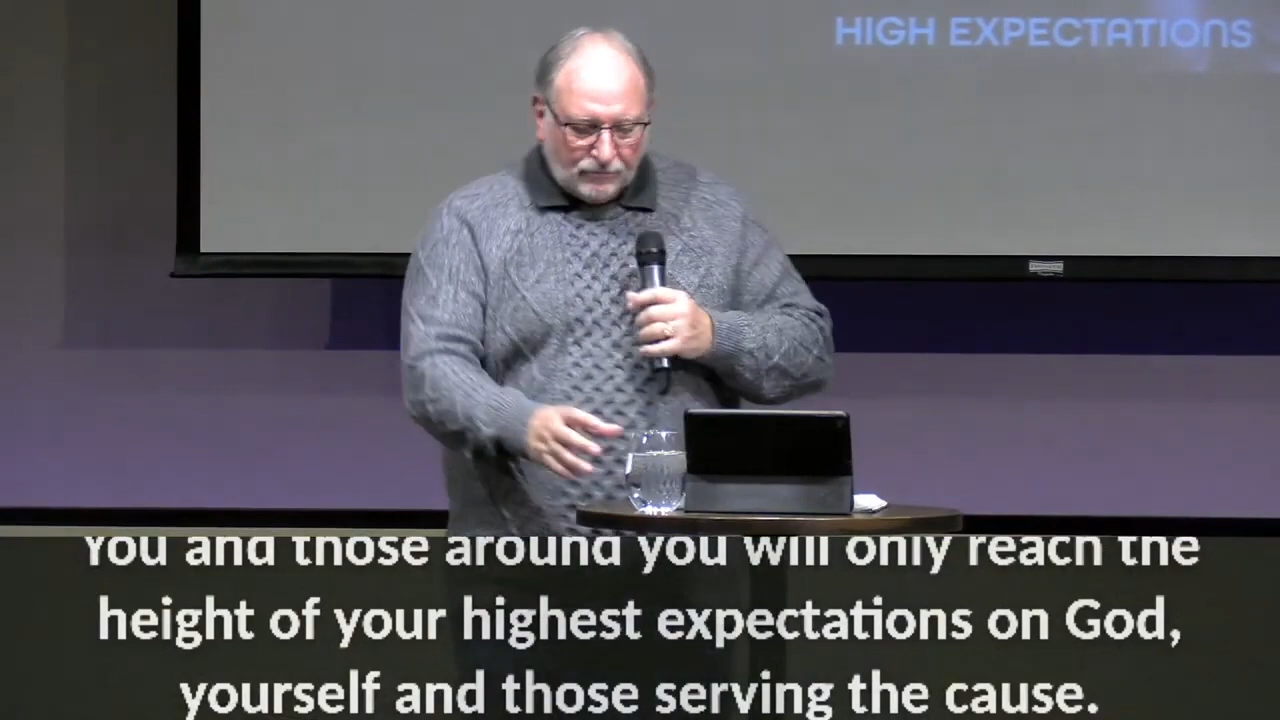 HIGH EXPECTATIONS
You and those around you will only reach the
height of your highest expectations on God,
yourself and those serving the cause.